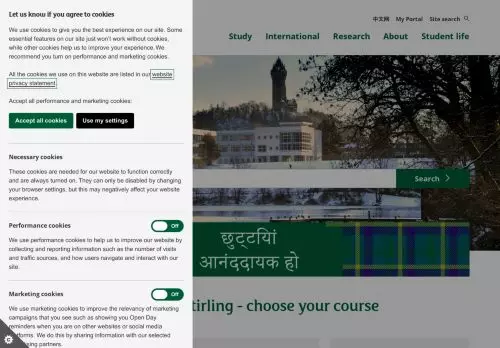 Let us know if you agree to cookies
We use cookies to give you the best experience on our site. Some
essential features on our site just won't work without cookies,
while other cookies help us to improve your experience. We
recommend you turn on performance and marketing cookies.
All the cookies we use on this website are listed in our website
privacy statement.
Accept all performance and marketing cookies:
Accept all cookies
Use my settings
Necessary cookies
These cookies are needed for our website to function correctly
and are always turned on. They can only be disabled by changing
your browser settings, but this may negatively affect your website
experience.
Performance cookies
Off
We use performance cookies to help us to improve our website by
collecting and reporting information such as the number of visits
and traffic sources, and how users navigate and interact with our
site.
Marketing cookies
Off
We use marketing cookies to improve the relevancy of marketing
campaigns that you see such as showing you Open Day
reminders when you are on other websites or social media
platforms. We do this by sharing information with our selected
中文网 My Portal Site search
Study International Research About Student life
Search
छुट्टियां
आनंददायक हो
tirling - choose your course